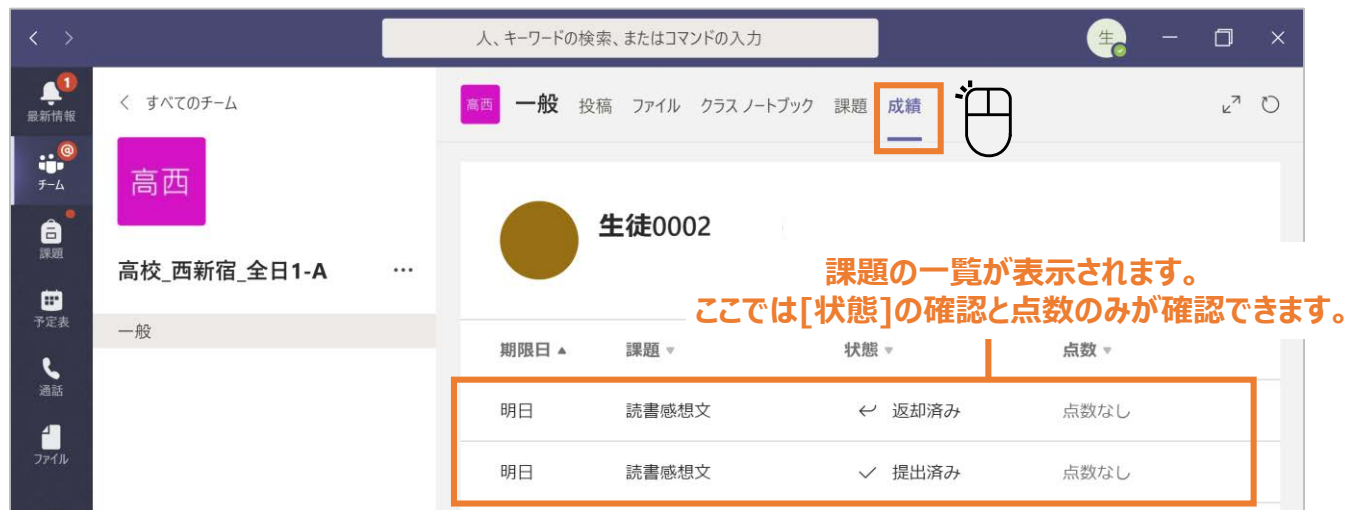 人、キーワードの検索、またはコマンドの入力
生
1
最新情報
@
チーム
課題
予定表
通話
ファイル
すべてのチーム
高西
高校_西新宿_全日1-A
…
一般
高西 一般 投稿 ファイル クラス ノートブック 課題 成績
生徒0002
課題の一覧が表示されます。
ここでは[状態]の確認と点数のみが確認できます。
期限日 課題 状態 点数
明日 読書感想文 返却済み 点数なし
明日 読書感想文 提出済み 点数なし